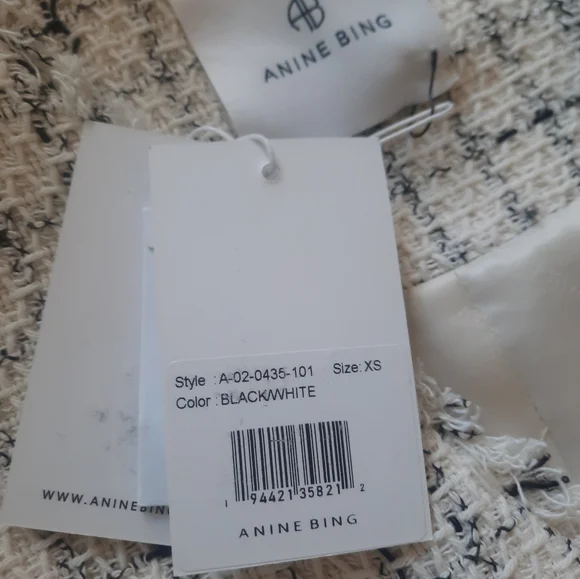 AB
ANINE BING
Style : A-02-0435-101 Size: XS
Color : BLACK/WHITE
1 94421 35821 2
ANINE BING
WWW.ANINEBIN